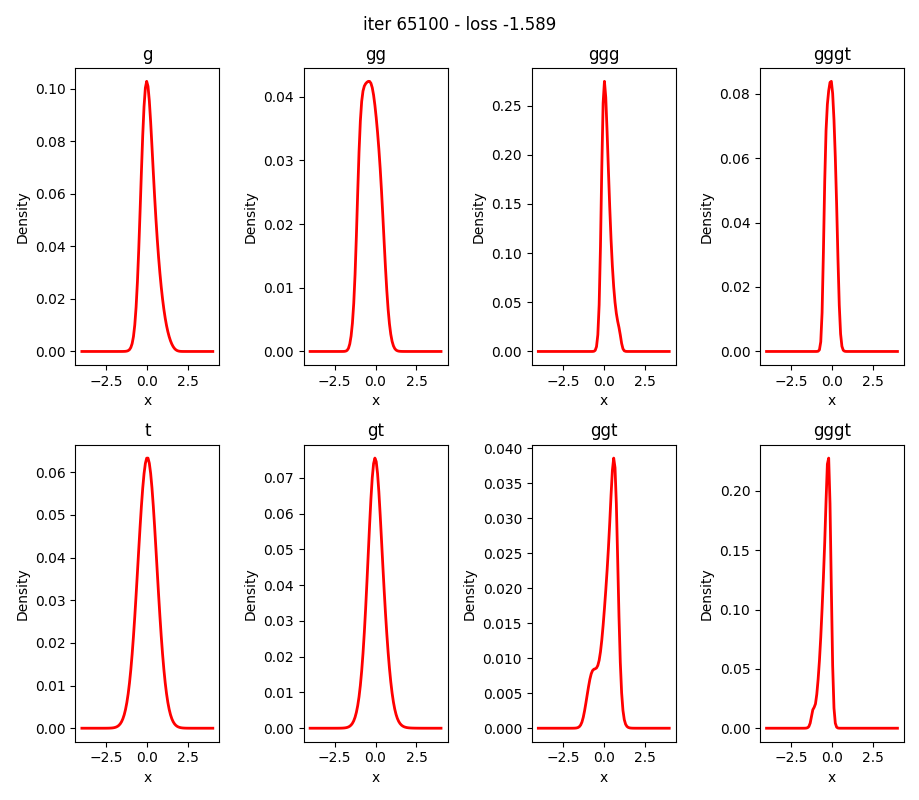 iter 65100 - loss -1.589
g gg ggg gggt
0.10 0.08 0.06 0.04 0.02 0.00
Density
−2.5 0.0 2.5
x
0.04 0.03 0.02 0.01 0.00
Density
−2.5 0.0 2.5
x
0.25 0.20 0.15 0.10 0.05 0.00
Density
−2.5 0.0 2.5
x
0.08 0.06 0.04 0.02 0.00
Density
−2.5 0.0 2.5
x
t gt ggt gggt
0.06 0.05 0.04 0.03 0.02 0.01 0.00
Density
−2.5 0.0 2.5
x
0.07 0.06 0.05 0.04 0.03 0.02 0.01 0.00
Density
−2.5 0.0 2.5
x
0.040 0.035 0.030 0.025 0.020 0.015 0.010 0.005 0.000
Density
−2.5 0.0 2.5
x
0.20 0.15 0.10 0.05 0.00
Density
−2.5 0.0 2.5
x